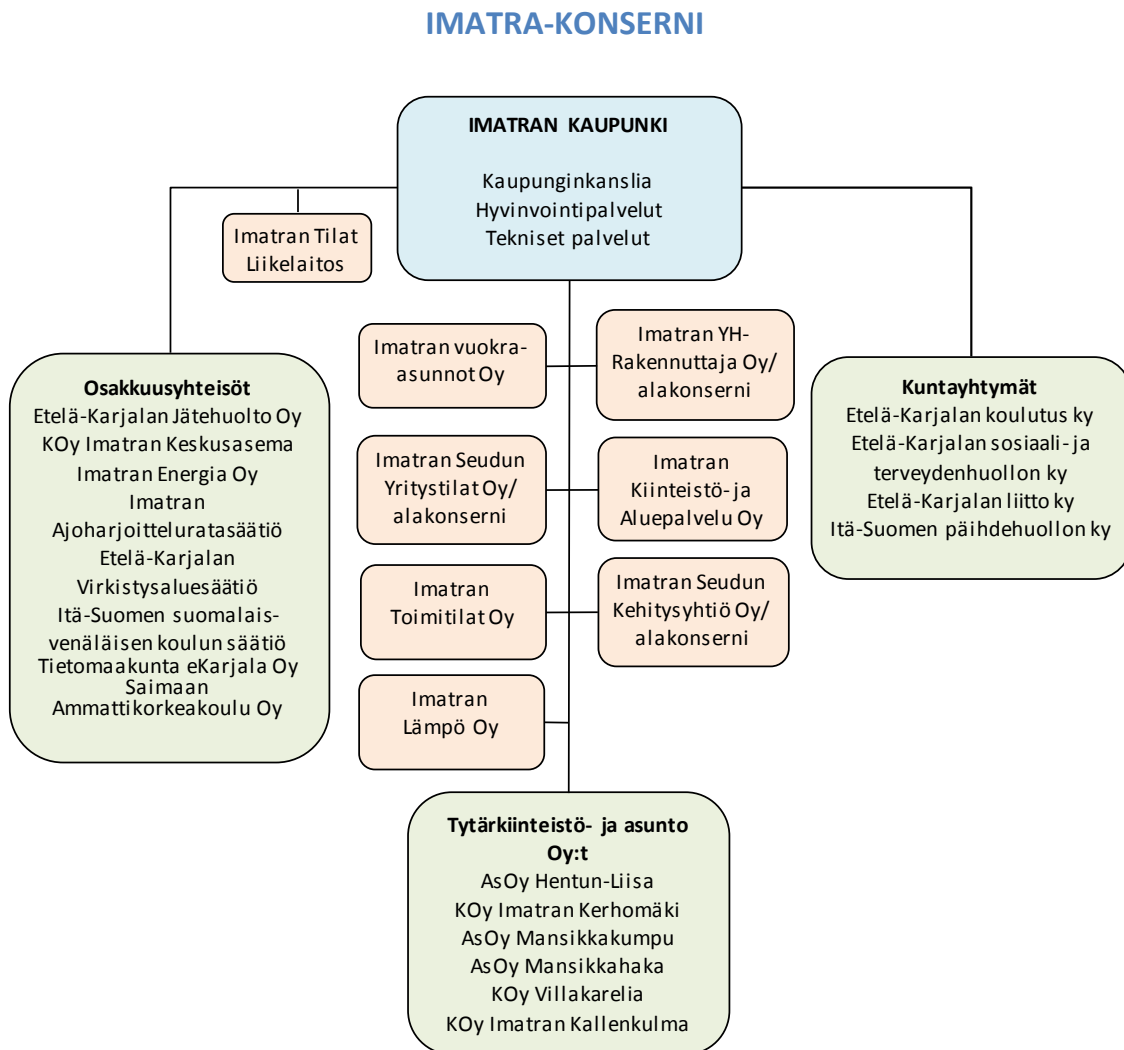 IMATRA-KONSERNI
IMATRAN KAUPUNKI
Kaupunginkanslia
Hyvinvointipalvelut
Tekniset palvelut
Imatran Tilat
Liikelaitos
Imatran vuokra-
asunnot Oy
Imatran YH-
Rakennuttaja Oy/
alakonserni
Imatran Seudun
Yritystilat Oy/
alakonserni
Imatran
Kiinteistö- ja
Aluepalvelu Oy
Imatran
Toimitilat Oy
Imatran Seudun
Kehitysyhtiö Oy/
alakonserni
Imatran
Lämpö Oy
Osakkuusyhteisöt
Etelä-Karjalan Jätehuolto Oy
KOy Imatran Keskusasema
Imatran Energia Oy
Imatran
Ajoharjoitteluratasäätiö
Etelä-Karjalan
Virkistysaluesäätiö
Itä-Suomen suomalais-
venäläisen koulun säätiö
Tietomaakunta eKarjala Oy
Saimaan
Ammattikorkeakoulu Oy
Kuntayhtymät
Etelä-Karjalan koulutus ky
Etelä-Karjalan sosiaali- ja
terveydenhuollon ky
Etelä-Karjalan liitto ky
Itä-Suomen päihdehuollon ky
Tytärkiinteistö- ja asunto
Oy:t
AsOy Hentun-Liisa
KOy Imatran Kerhomäki
AsOy Mansikkakumpu
AsOy Mansikkahaka
KOy Villakarelia
KOy Imatran Kallenkulma